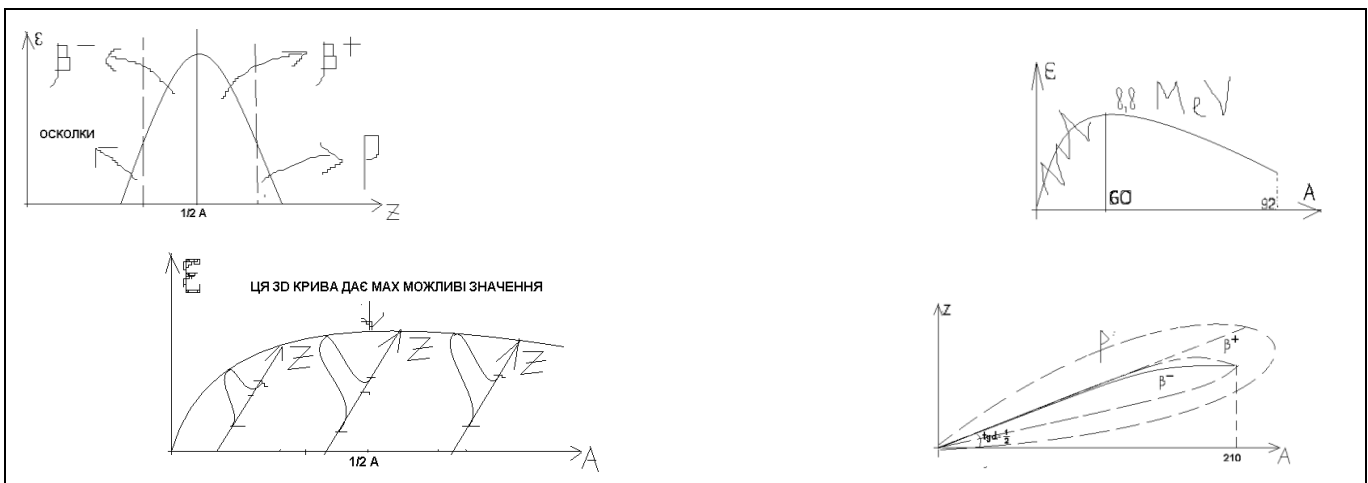 ε
β⁻
β⁺
ОСКОЛКИ
P
1/2 A
Z
E
8,8 MeV
60
92
A
E
ЦЯ 3D КРИВА ДАЄ MAX МОЖЛИВІ ЗНАЧЕННЯ
Z
Z
Z
1/2 A
A
Z
P
β⁺
β⁻
tgd=1/2
210
A